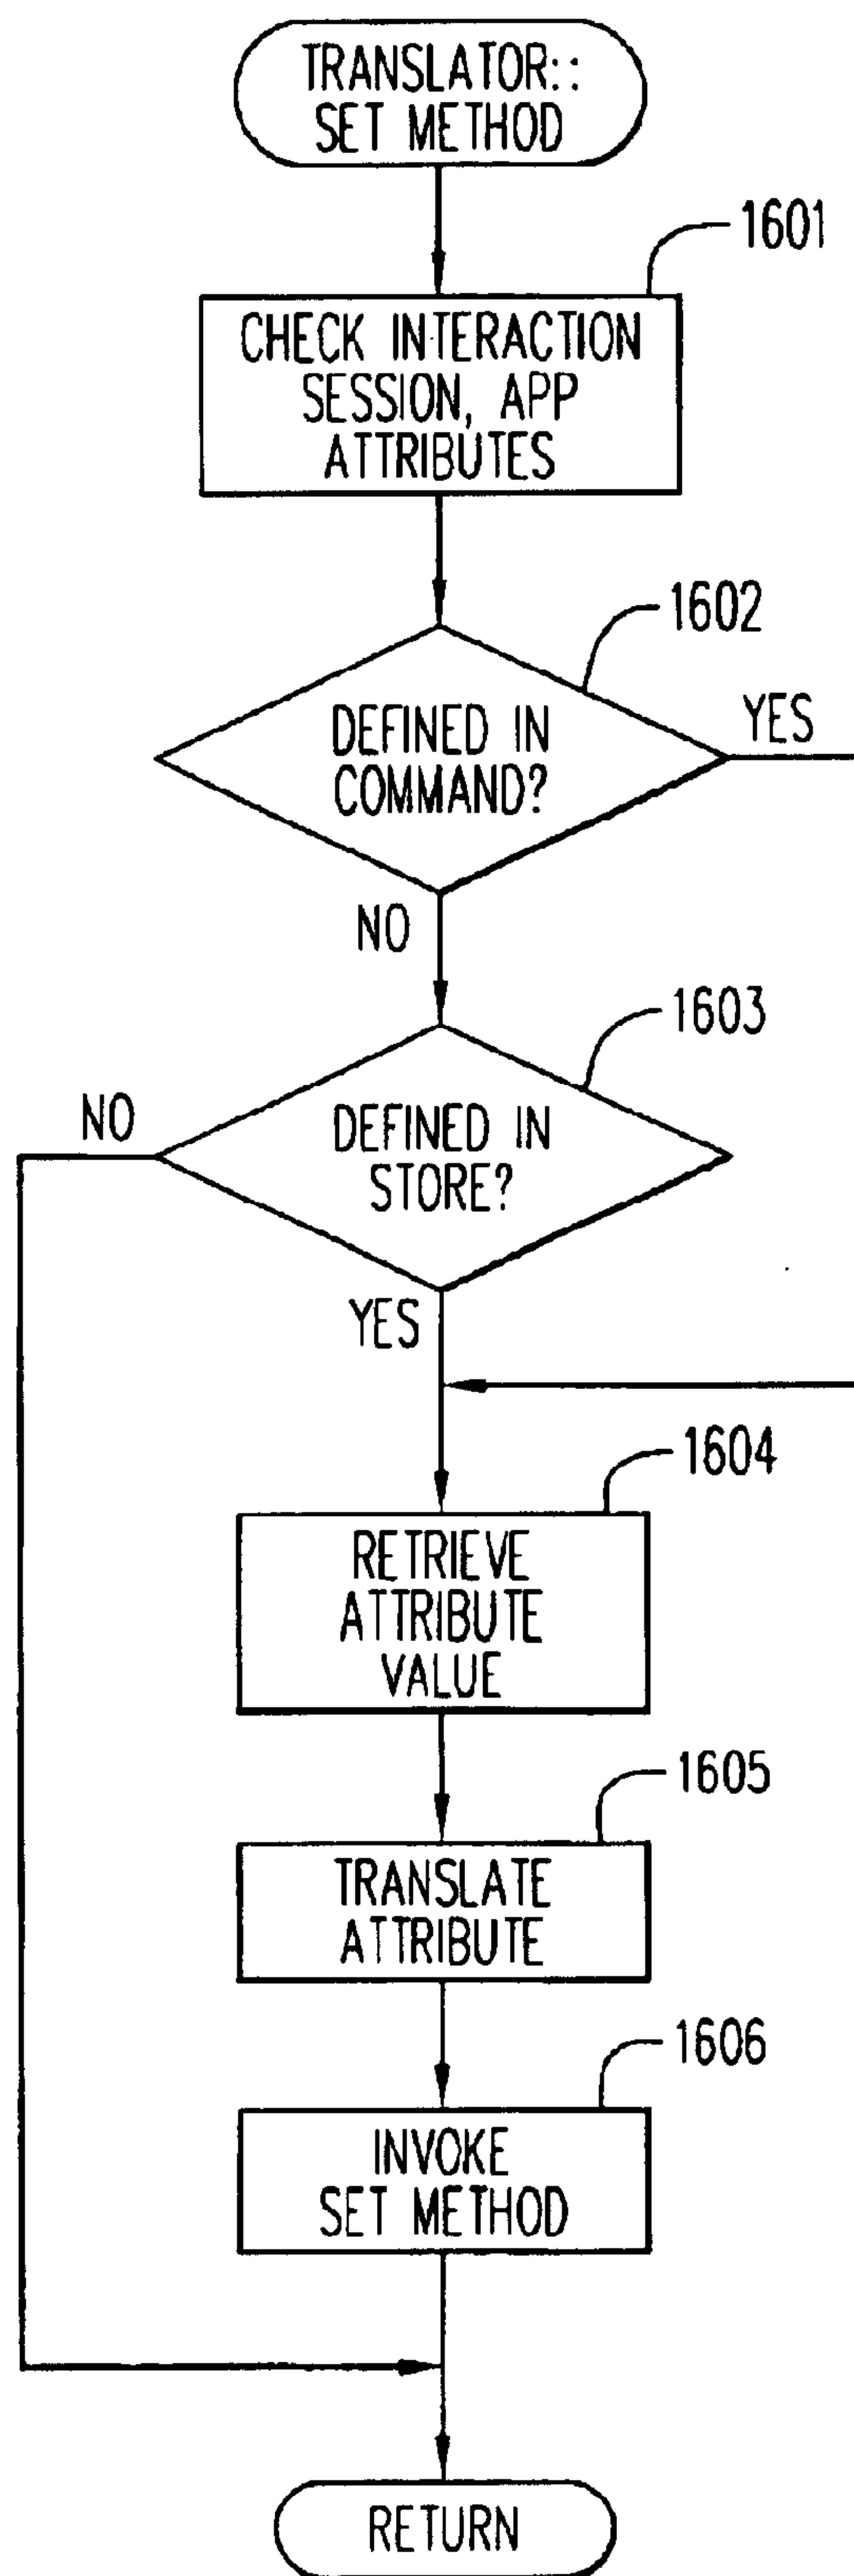 TRANSLATOR::
SET METHOD
1601
CHECK INTERACTION
SESSION, APP
ATTRIBUTES
1602
DEFINED IN
COMMAND?
YES
NO
1603
DEFINED IN
STORE?
NO
YES
1604
RETRIEVE
ATTRIBUTE
VALUE
1605
TRANSLATE
ATTRIBUTE
1606
INVOKE
SET METHOD
RETURN